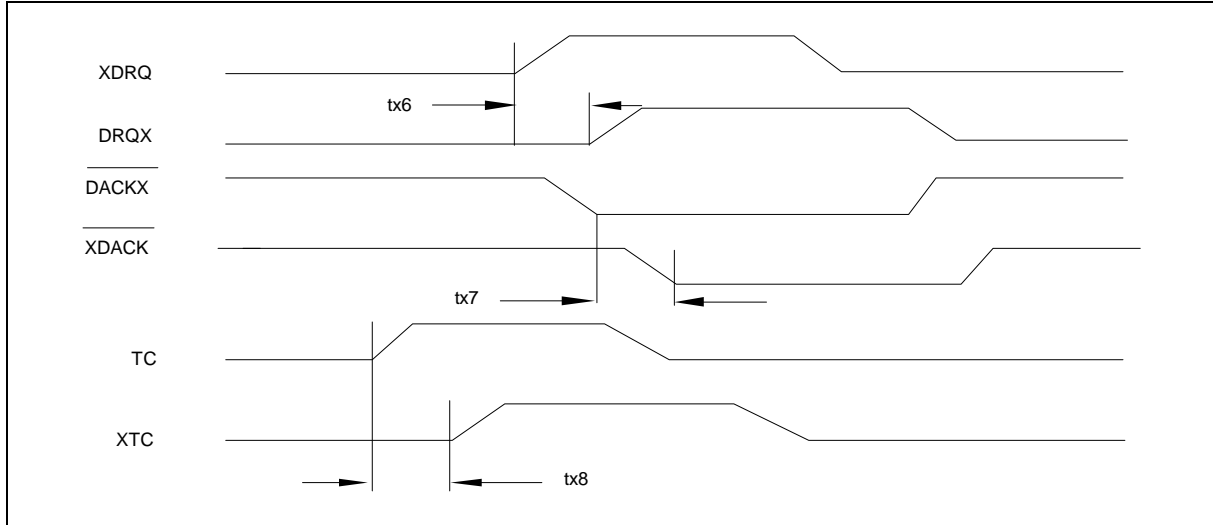 XDRQ
tx6
DRQX
DACKX
XDACK
tx7
TC
XTC
tx8